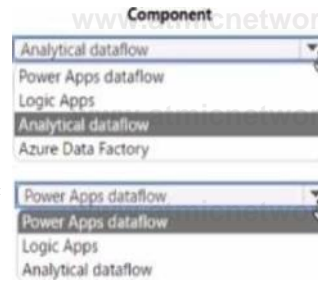 Component
Analytical dataflow
Power Apps dataflow
Logic Apps
Analytical dataflow
Azure Data Factory
Power Apps dataflow
Power Apps dataflow
Logic Apps
Analytical dataflow